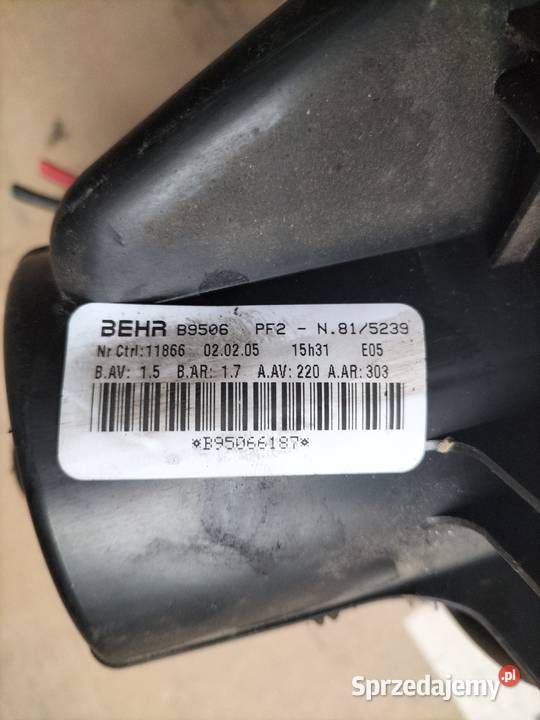 BEHR B9506 PF2 - N.81/5239
Nr Ctrl:11866 02.02.05 15h31 E05
B.AV: 1.5 B.AR: 1.7 A.AV: 220 A.AR: 303
*B95066187*
Sprzedajemy.pl